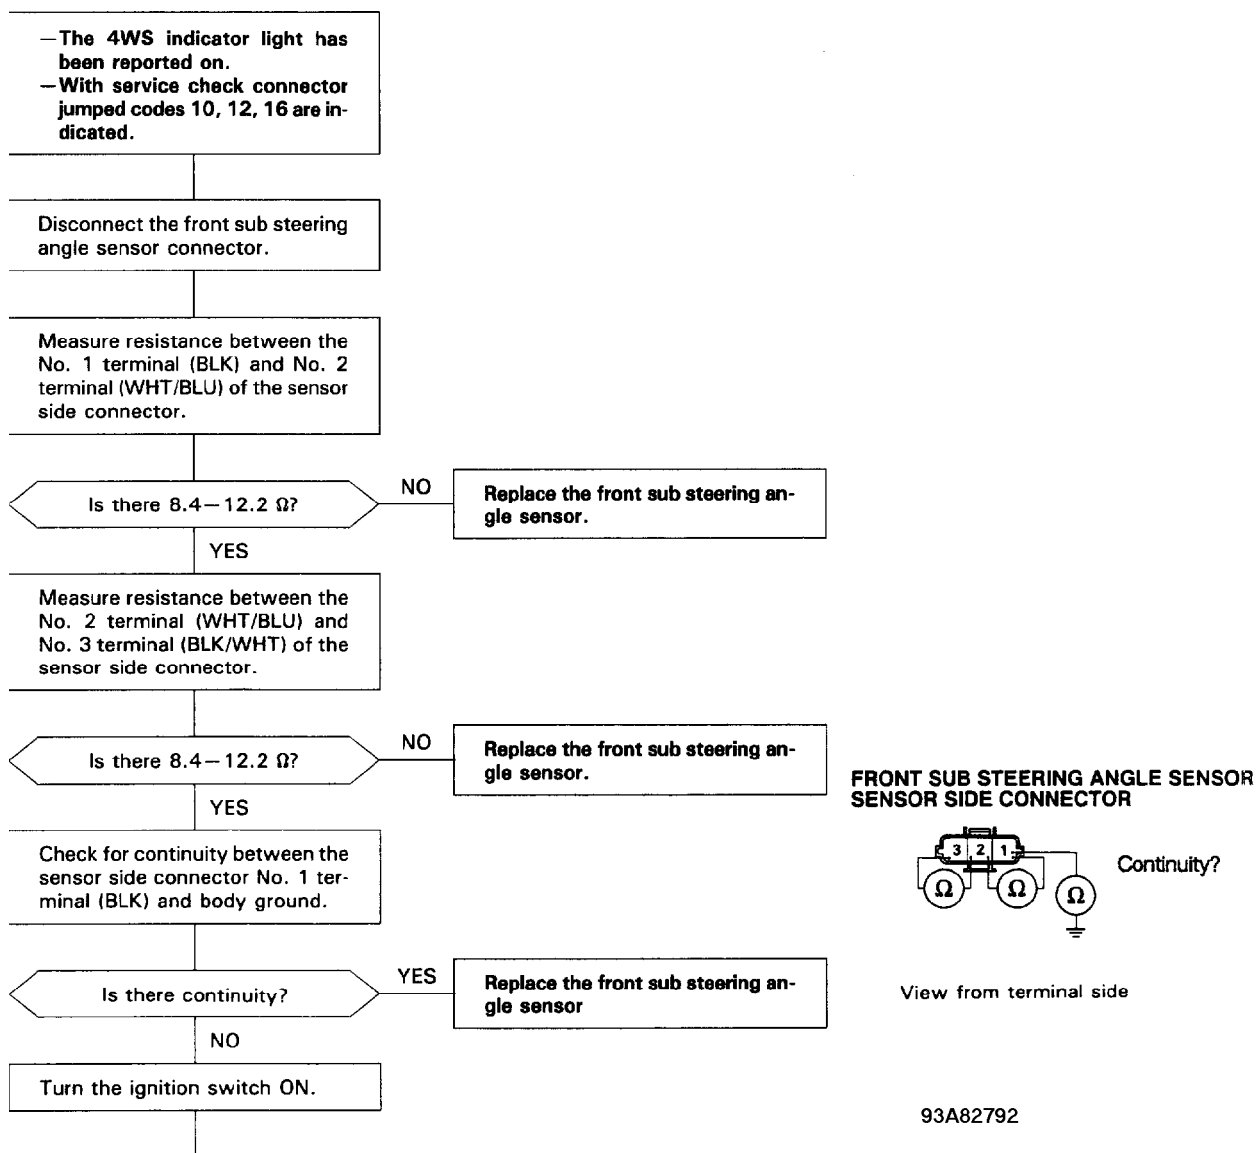 —The 4WS indicator light has
been reported on.
—With service check connector
jumped codes 10, 12, 16 are in-
dicated.
Disconnect the front sub steering
angle sensor connector.
Measure resistance between the
No. 1 terminal (BLK) and No. 2
terminal (WHT/BLU) of the sensor
side connector.
Is there 8.4—12.2 Ω?
NO
Replace the front sub steering an-
gle sensor.
YES
Measure resistance between the
No. 2 terminal (WHT/BLU) and
No. 3 terminal (BLK/WHT) of the
sensor side connector.
Is there 8.4—12.2 Ω?
NO
Replace the front sub steering an-
gle sensor.
YES
Check for continuity between the
sensor side connector No. 1 ter-
minal (BLK) and body ground.
Is there continuity?
YES
Replace the front sub steering an-
gle sensor
NO
Turn the ignition switch ON.
FRONT SUB STEERING ANGLE SENSOR
SENSOR SIDE CONNECTOR
3 2 1
Continuity?
Ω Ω Ω
View from terminal side
93A82792